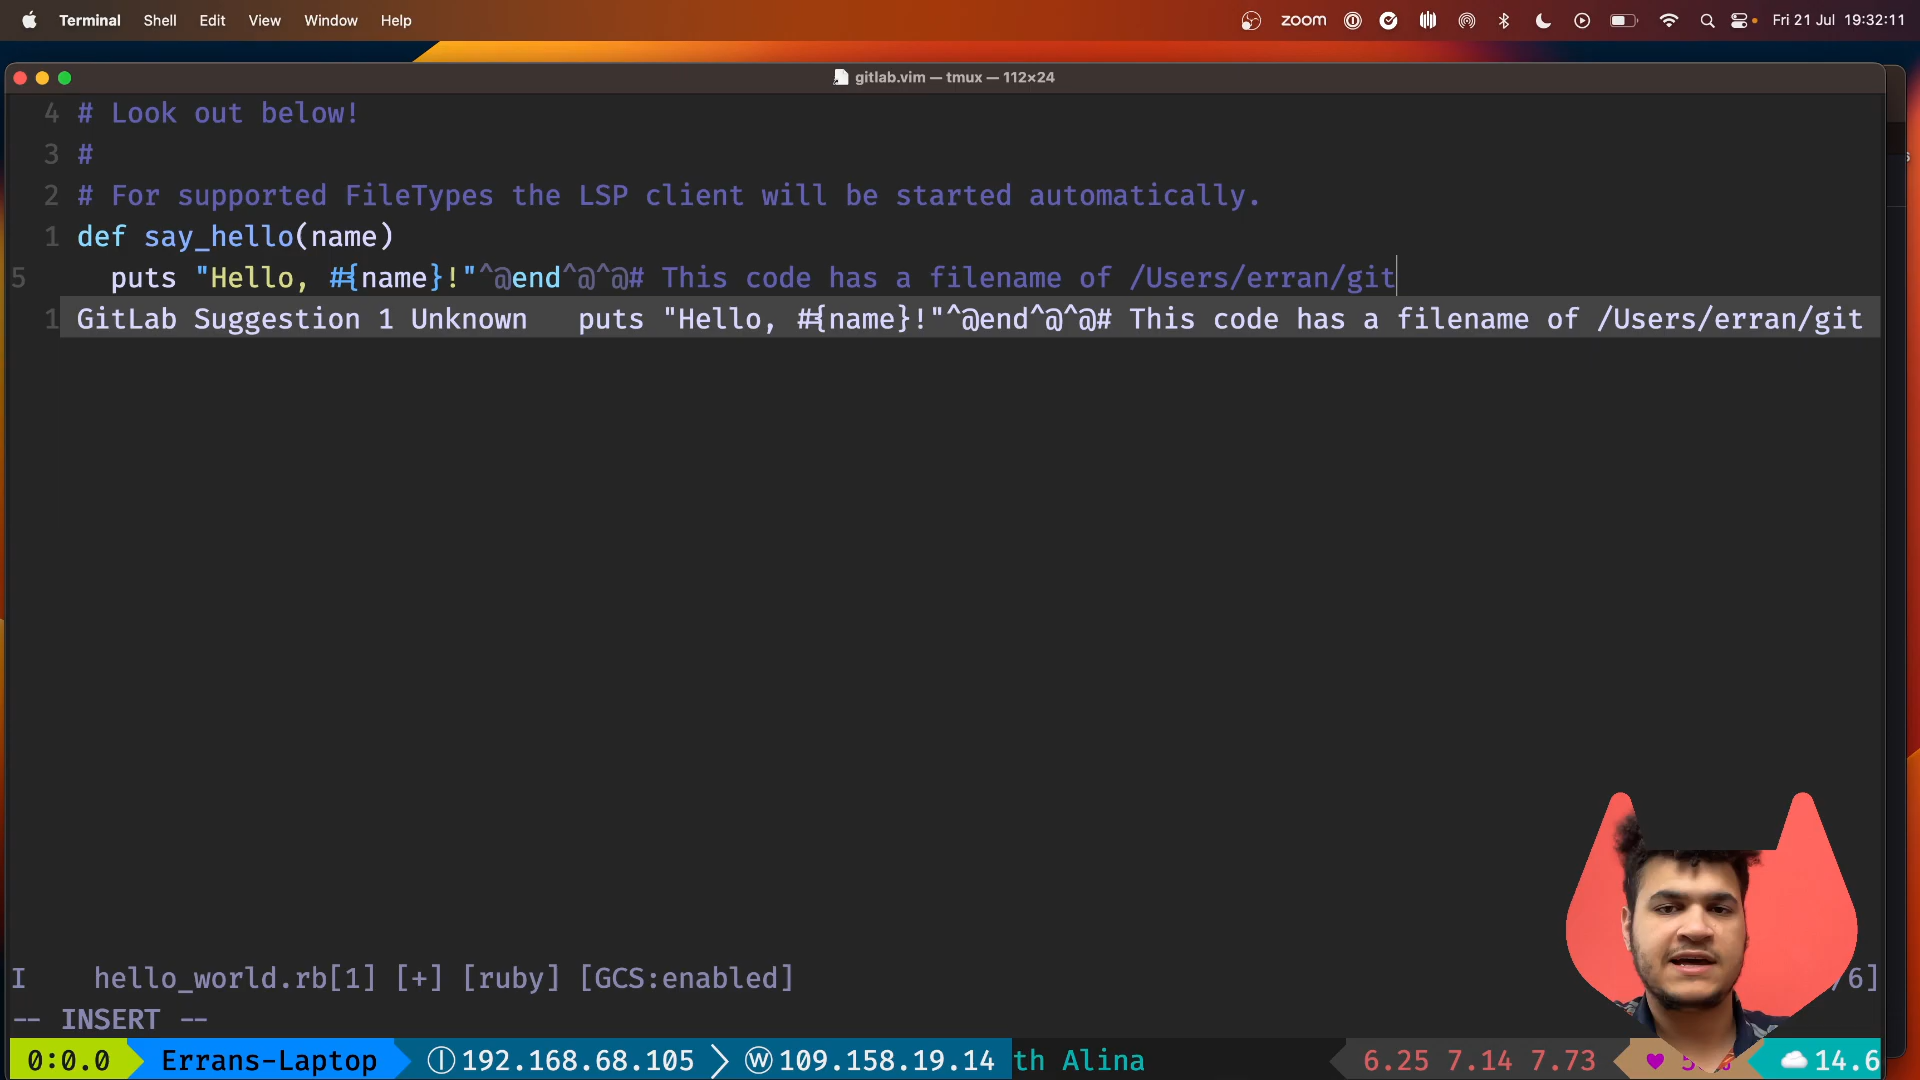 Terminal Shell Edit View Window Help zoom Fri 21 Jul 19:32:11
gitlab.vim — tmux — 112×24
4 # Look out below!
3 #
2 # For supported FileTypes the LSP client will be started automatically.
1 def say_hello(name)
5 puts "Hello, #{name}!"^@end^@^@# This code has a filename of /Users/erran/git
1 GitLab Suggestion 1 Unknown puts "Hello, #{name}!"^@end^@^@# This code has a filename of /Users/erran/git
I hello_world.rb[1] [+] [ruby] [GCS:enabled] /6]
-- INSERT --
0:0.0 Errans-Laptop I 192.168.68.105 W 109.158.19.14 th Alina 6.25 7.14 7.73 14.6